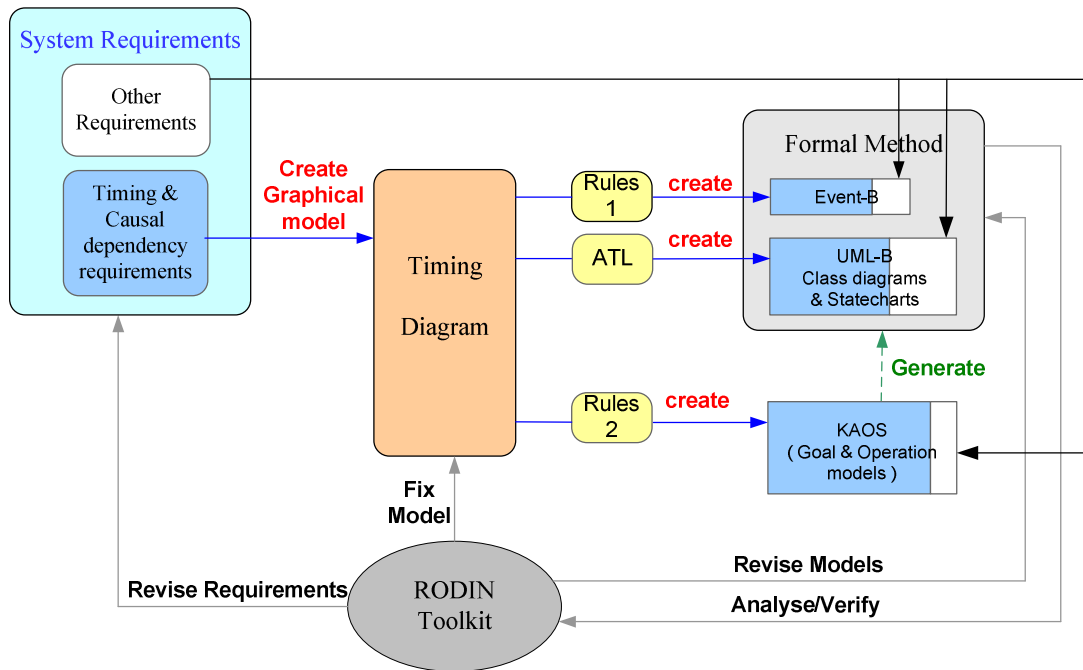 System Requirements
Other
Requirements
Timing &
Causal
dependency
requirements
Create
Graphical
model
Timing
Diagram
Rules
1
create
ATL
create
Rules
2
create
Formal Method
Event-B
UML-B
Class diagrams
& Statecharts
Generate
KAOS
( Goal & Operation
models )
Fix
Model
Revise Requirements
RODIN
Toolkit
Revise Models
Analyse/Verify